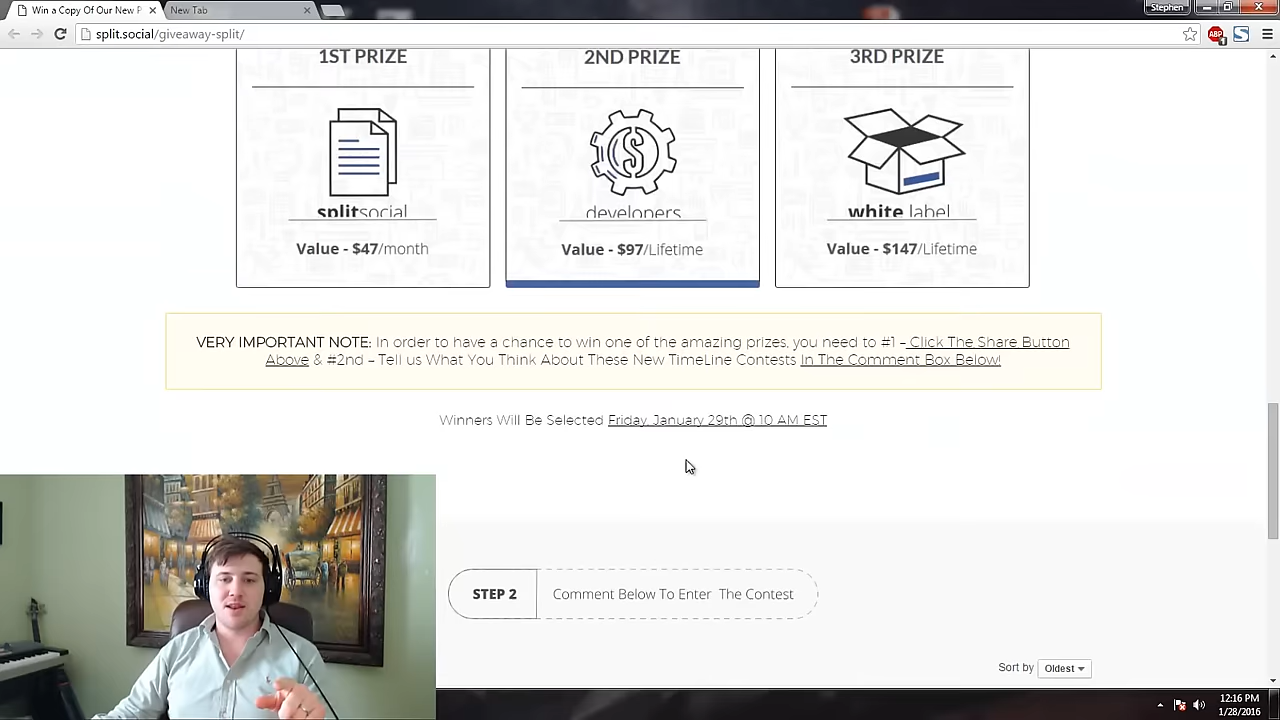 Win a Copy Of Our New P
New Tab
Stephen
split.social/giveaway-split/
ABP
1
S
1ST PRIZE
2ND PRIZE
3RD PRIZE
$
splitsocial
developers
white label
Value - $47/month
Value - $97/Lifetime
Value - $147/Lifetime
VERY IMPORTANT NOTE: In order to have a chance to win one of the amazing prizes, you need to #1 – Click The Share Button
Above & #2nd – Tell us What You Think About These New TimeLine Contests In The Comment Box Below!
Winners Will Be Selected Friday, January 29th @ 10 AM EST
STEP 2 Comment Below To Enter The Contest
Sort by Oldest
12:16 PM
1/28/2016